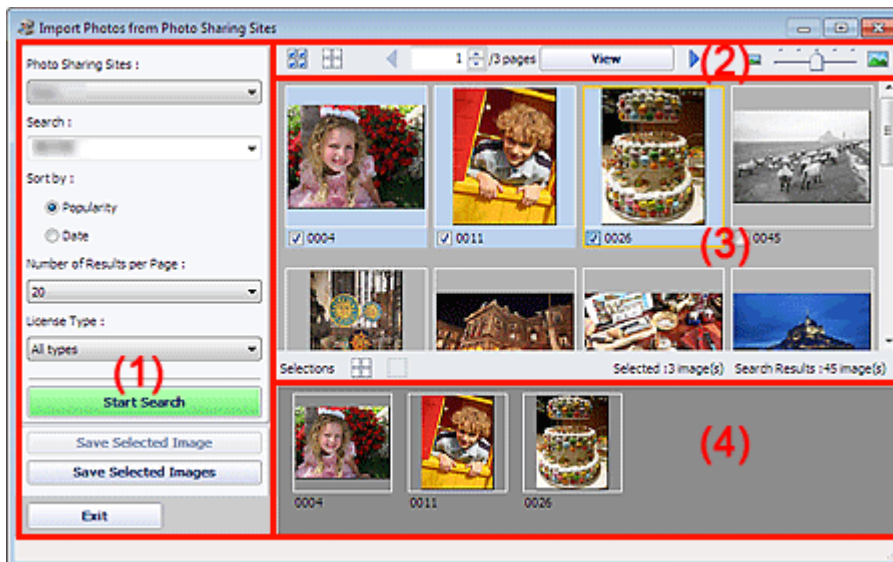 Import Photos from Photo Sharing Sites
Photo Sharing Sites :
Search :
Sort by :
Popularity
Date
Number of Results per Page :
20
License Type :
All types
(1)
Start Search
Save Selected Image
Save Selected Images
Exit
1 /3 pages View (2)
0004 0011 0026 0045
(3)
Selections Selected :3 image(s) Search Results :45 image(s)
(4)
0004 0011 0026